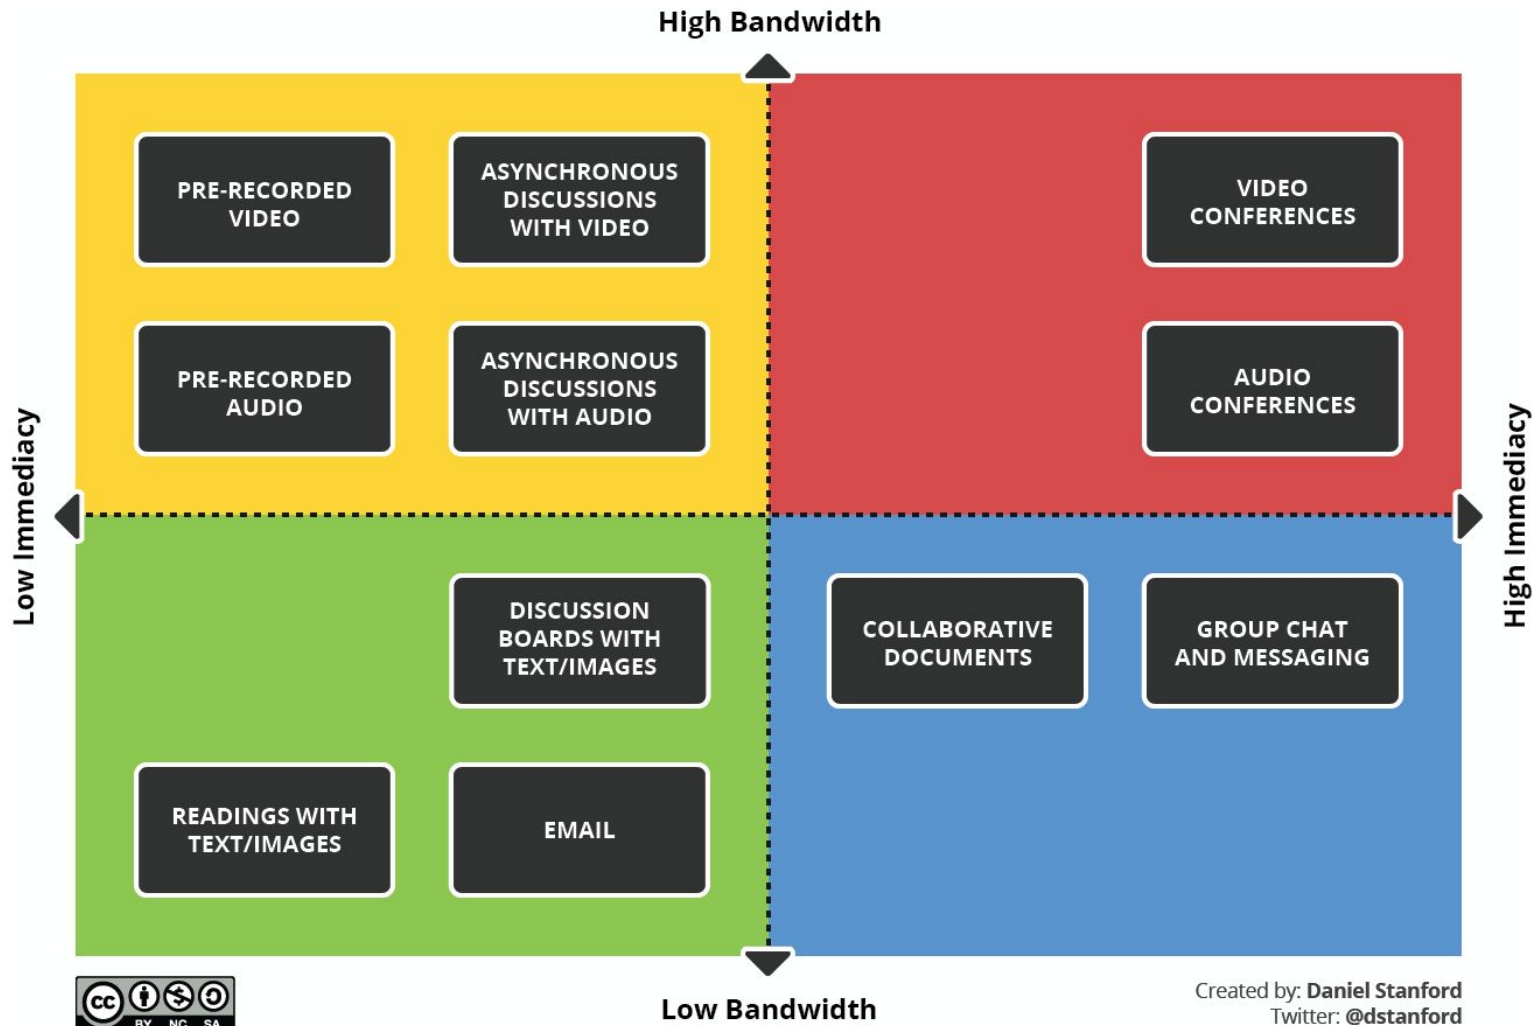 High Bandwidth
PRE-RECORDED
VIDEO
ASYNCHRONOUS
DISCUSSIONS
WITH VIDEO
VIDEO
CONFERENCES
PRE-RECORDED
AUDIO
ASYNCHRONOUS
DISCUSSIONS
WITH AUDIO
AUDIO
CONFERENCES
Low Immediacy
High Immediacy
DISCUSSION
BOARDS WITH
TEXT/IMAGES
COLLABORATIVE
DOCUMENTS
GROUP CHAT
AND MESSAGING
READINGS WITH
TEXT/IMAGES
EMAIL
Low Bandwidth
cc
BY NC SA
Created by: Daniel Stanford
Twitter: @dstanford